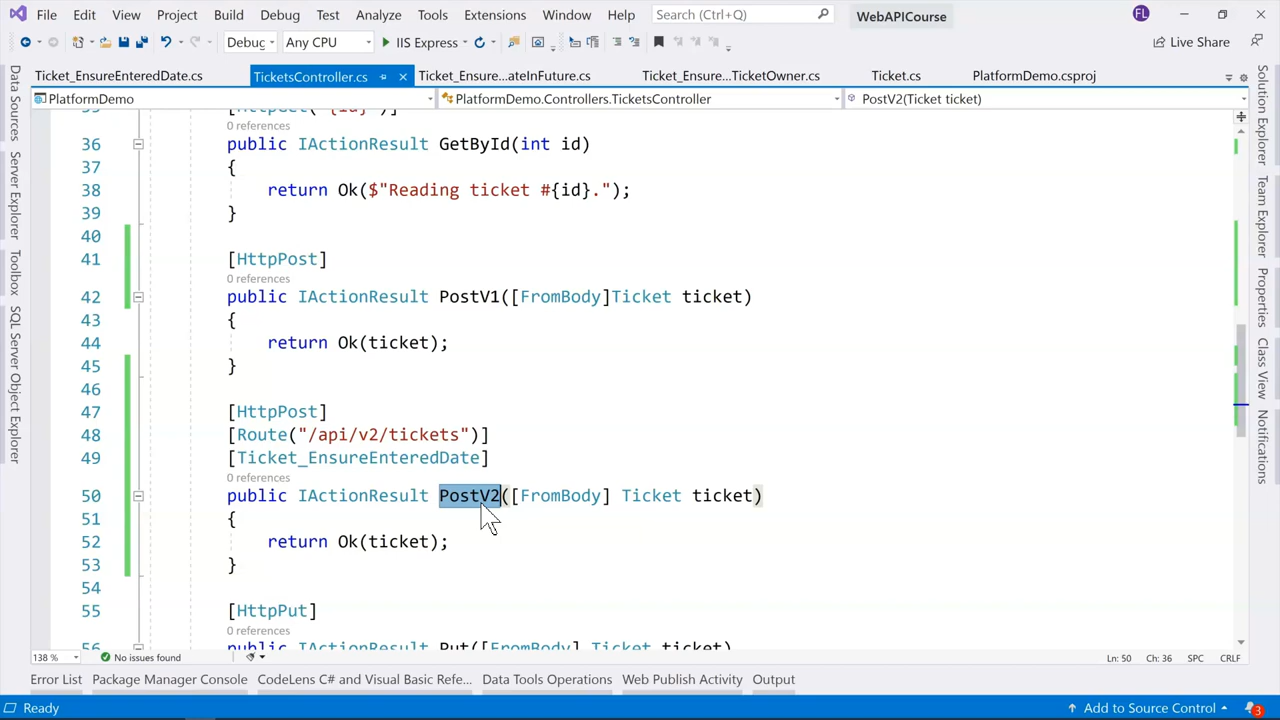 File Edit View Project Build Debug Test Analyze Tools Extensions Window Help Search (Ctrl+Q) WebAPICourse FL
Debug Any CPU IIS Express Live Share
Ticket_EnsureEnteredDate.cs TicketsController.cs Ticket_Ensure...ateInFuture.cs Ticket_Ensure...TicketOwner.cs Ticket.cs PlatformDemo.csproj
PlatformDemo PlatformDemo.Controllers.TicketsController PostV2(Ticket ticket)
Data Sources
Server Explorer
Toolbox
SQL Server Object Explorer
0 references
36 public IActionResult GetById(int id)
37 {
38 return Ok($"Reading ticket #{id}.");
39 }
40
41 [HttpPost]
0 references
42 public IActionResult PostV1([FromBody]Ticket ticket)
43 {
44 return Ok(ticket);
45 }
46
47 [HttpPost]
48 [Route("/api/v2/tickets")]
49 [Ticket_EnsureEnteredDate]
0 references
50 public IActionResult PostV2([FromBody] Ticket ticket)
51 {
52 return Ok(ticket);
53 }
54
55 [HttpPut]
0 references
56 public IActionResult Put([FromBody] Ticket ticket)
Solution Explorer
Team Explorer
Properties
Class View
Notifications
138 % No issues found Ln: 50 Ch: 36 SPC CRLF
Error List Package Manager Console CodeLens C# and Visual Basic Refe... Data Tools Operations Web Publish Activity Output
Ready Add to Source Control 3